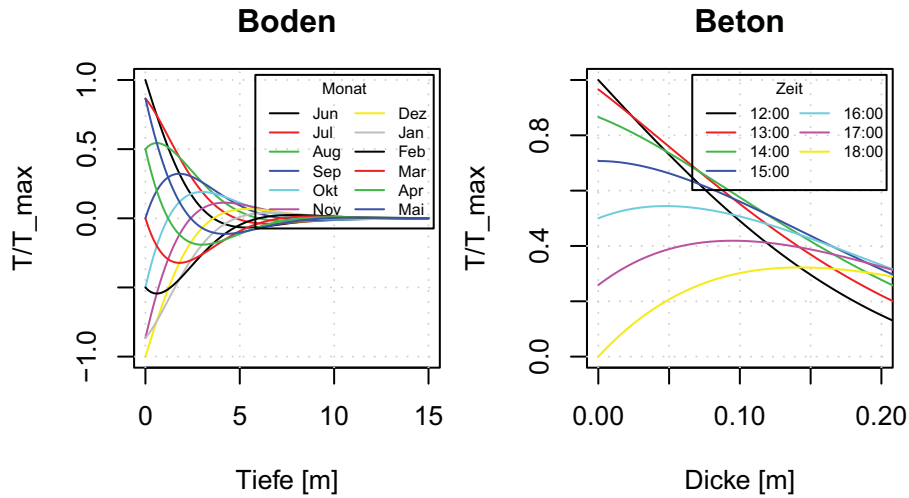 Boden
T/T_max
1.0
0.5
0.0
−1.0
Monat
Jun
Jul
Aug
Sep
Okt
Nov
Dez
Jan
Feb
Mar
Apr
Mai
0
5
10
15
Tiefe [m]
Beton
T/T_max
0.8
0.4
0.0
Zeit
12:00
13:00
14:00
15:00
16:00
17:00
18:00
0.00
0.10
0.20
Dicke [m]